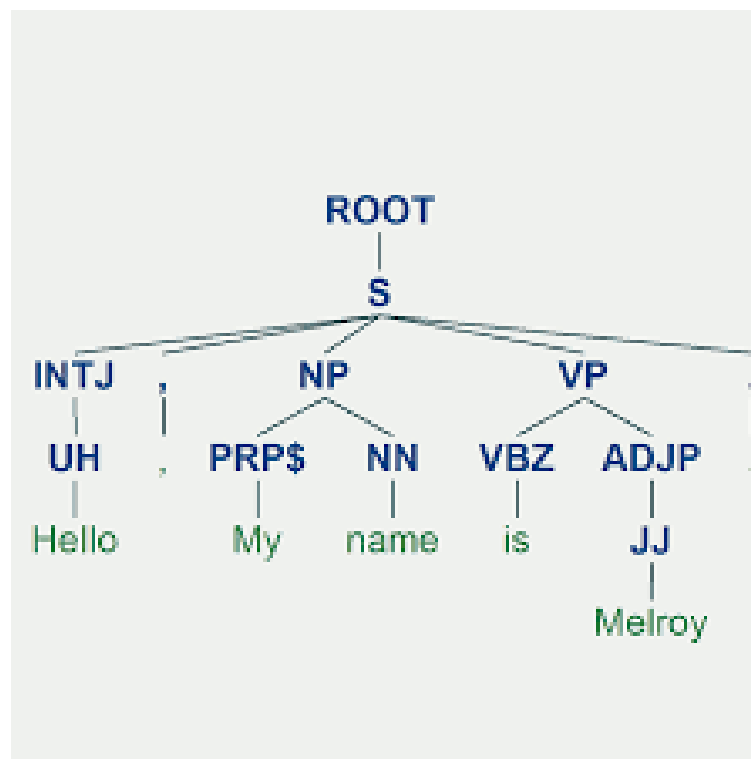 ROOT
S
INTJ , NP VP
UH , PRP$ NN VBZ ADJP
Hello My name is JJ
Melroy